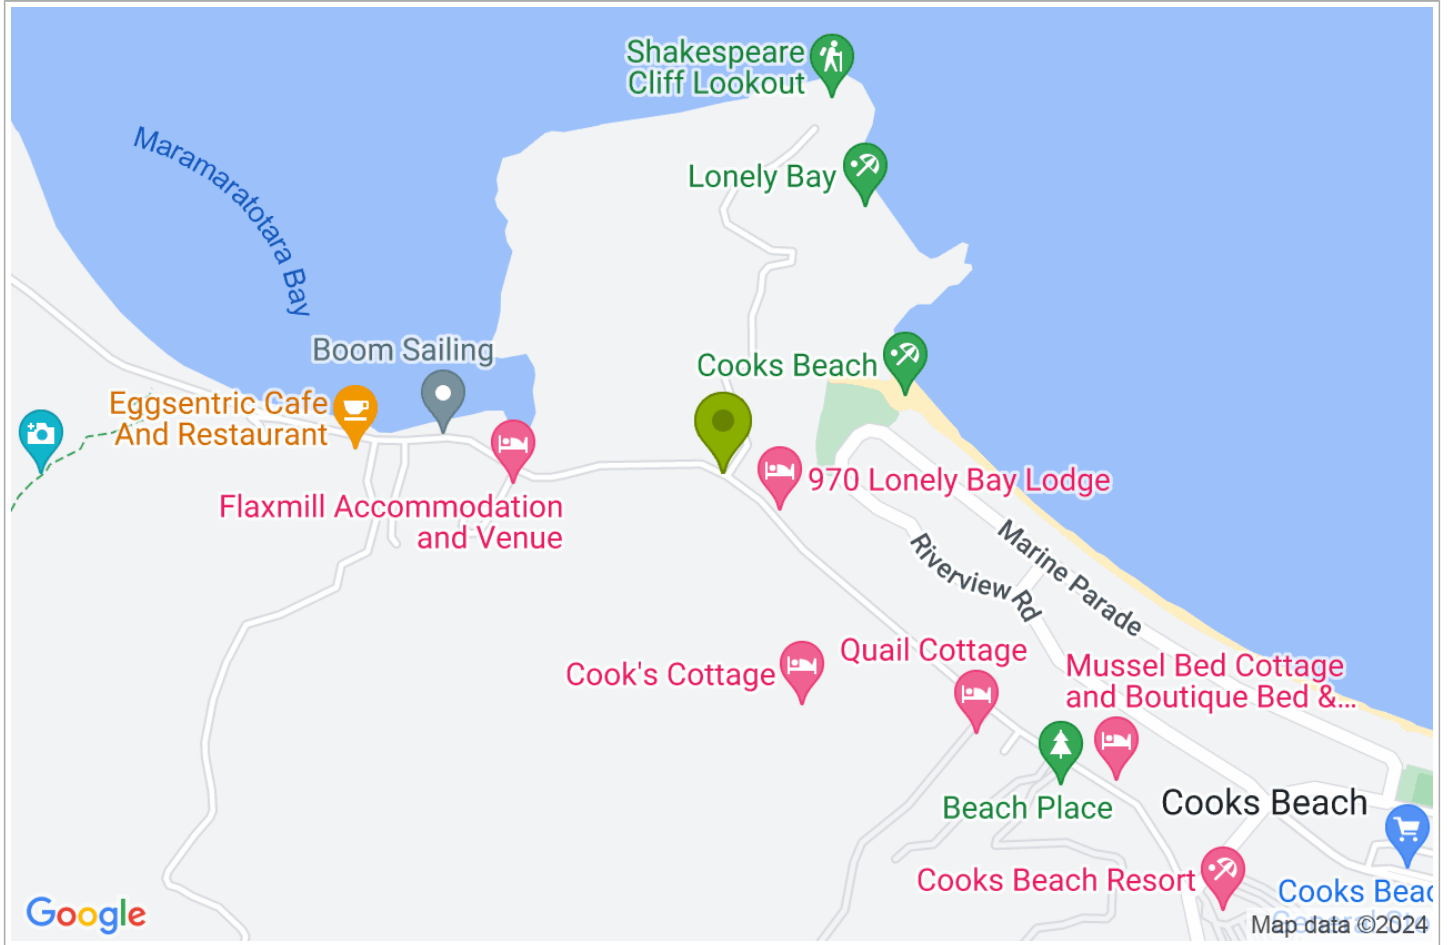 Shakespeare
Cliff Lookout
Maramaratotara Bay
Lonely Bay
Boom Sailing
Cooks Beach
Eggsentric Cafe
And Restaurant
970 Lonely Bay Lodge
Flaxmill Accommodation
and Venue
Marine Parade
Riverview Rd
Quail Cottage
Cook's Cottage
Mussel Bed Cottage
and Boutique Bed &...
Beach Place
Cooks Beach
Cooks Beach Resort
Cooks Beac
Google
Map data ©2024